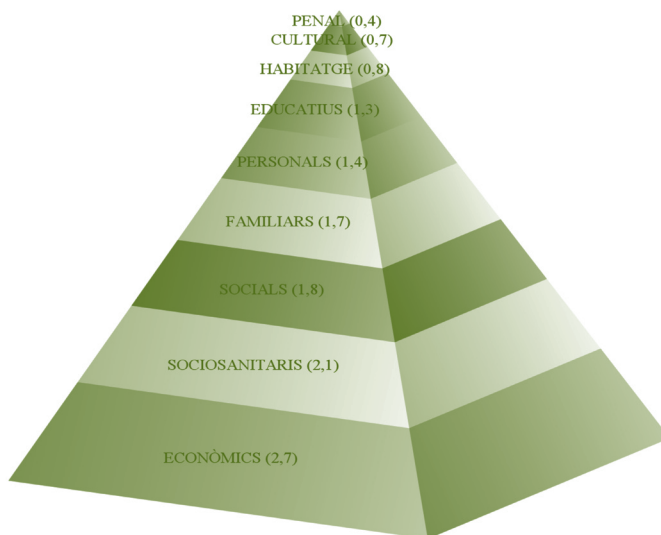 PENAL (0,4)
CULTURAL (0,7)
HABITATGE (0,8)
EDUCATIUS (1,3)
PERSONALS (1,4)
FAMILIARS (1,7)
SOCIALS (1,8)
SOCIOSANITARIS (2,1)
ECONÒMICS (2,7)